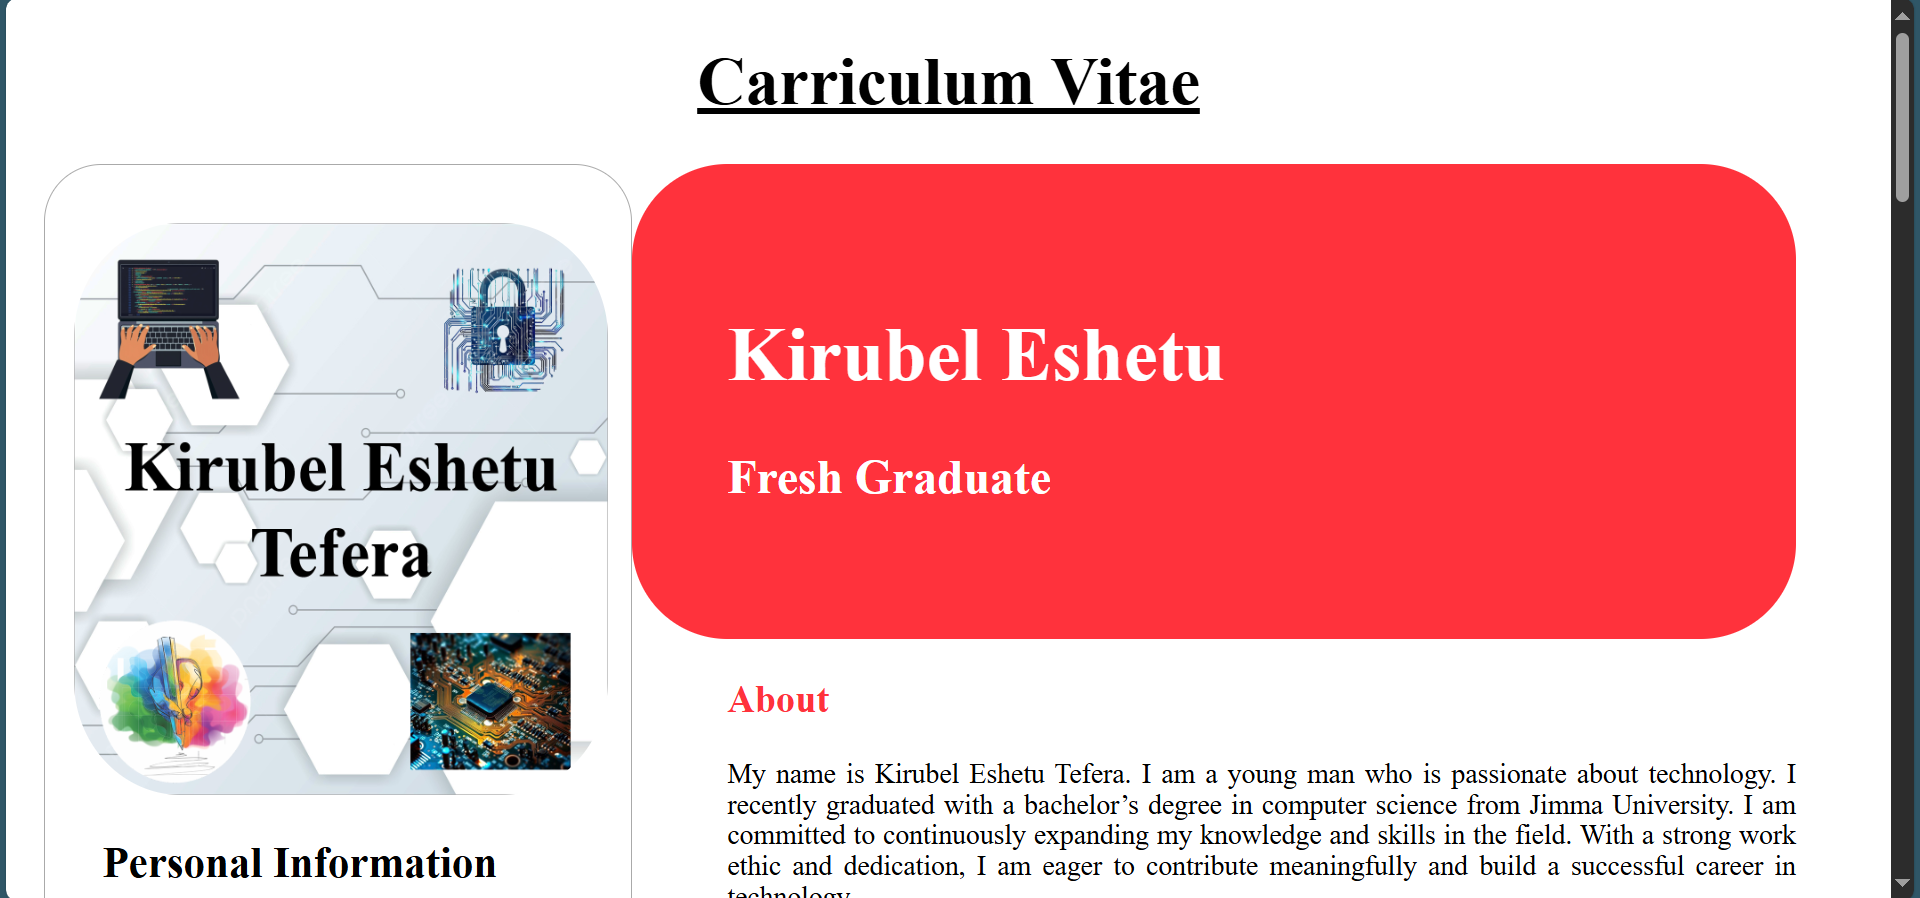 Carriculum Vitae
Kirubel Eshetu
Tefera
Personal Information
Kirubel Eshetu
Fresh Graduate
About
My name is Kirubel Eshetu Tefera. I am a young man who is passionate about technology. I
recently graduated with a bachelor’s degree in computer science from Jimma University. I am
committed to continuously expanding my knowledge and skills in the field. With a strong work
ethic and dedication, I am eager to contribute meaningfully and build a successful career in
technology.